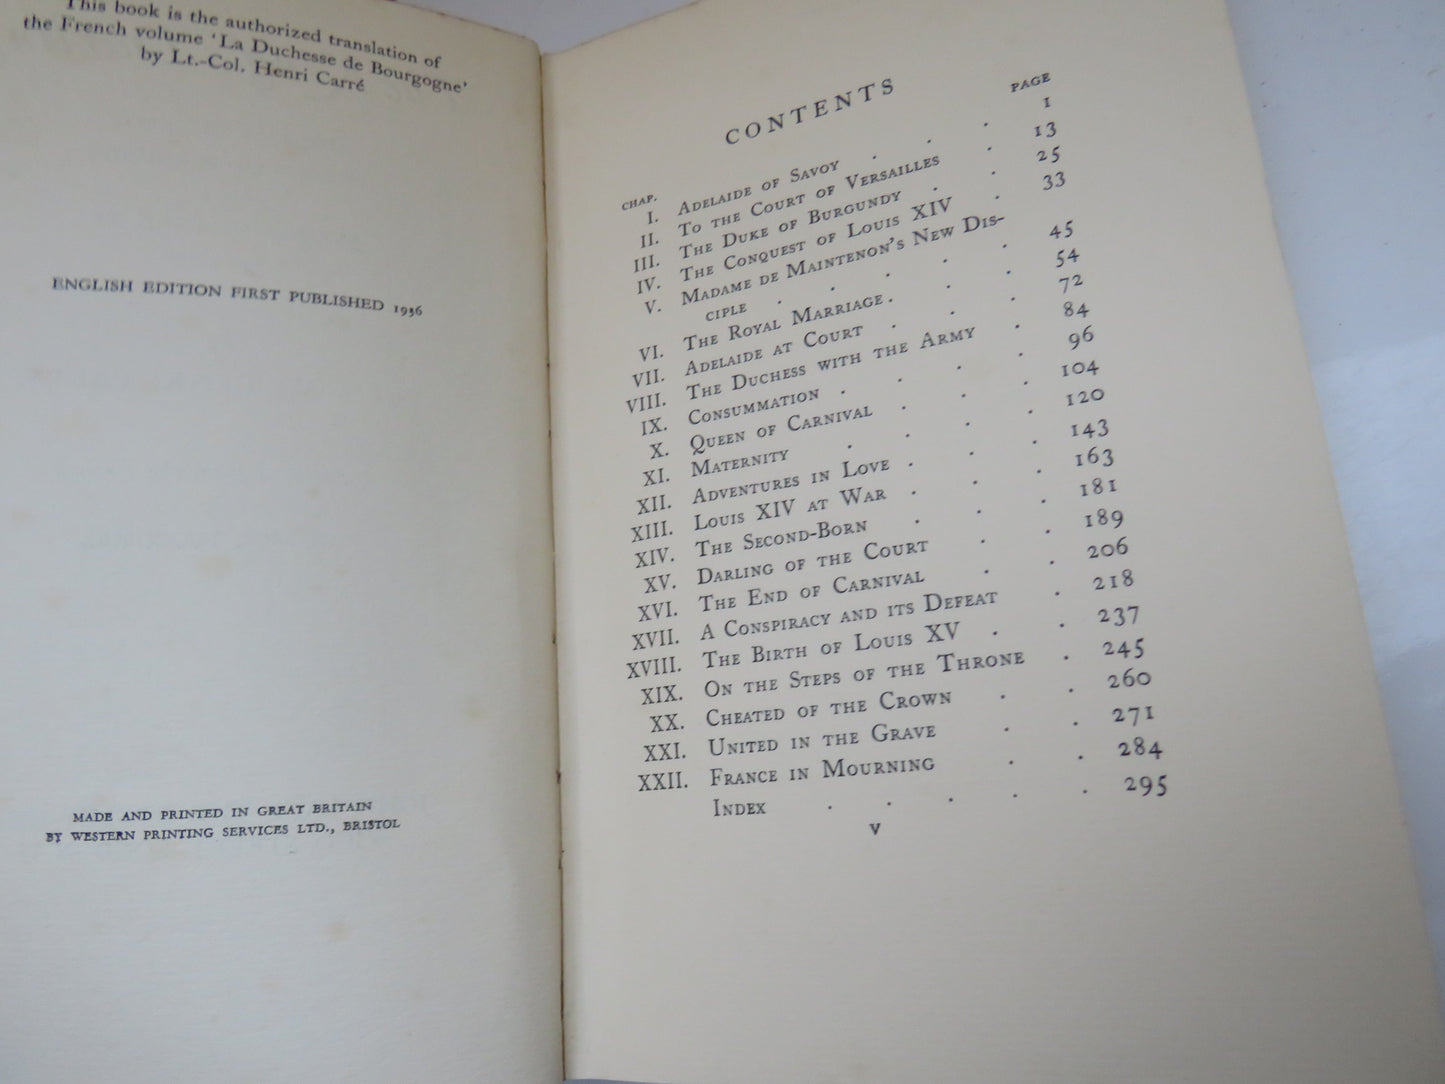 This book is the authorized translation of
the French volume 'La Duchesse de Bourgogne'
by Lt.-Col. Henri Carré
ENGLISH EDITION FIRST PUBLISHED 1936
MADE AND PRINTED IN GREAT BRITAIN
BY WESTERN PRINTING SERVICES LTD., BRISTOL
CONTENTS
CHAP. PAGE
I. ADELAIDE OF SAVOY . . . 1
II. TO THE COURT OF VERSAILLES . 13
III. THE DUKE OF BURGUNDY . . 25
IV. THE CONQUEST OF LOUIS XIV . 33
V. MADAME DE MAINTENON'S NEW DIS-
CIPLE . . . . . 45
VI. THE ROYAL MARRIAGE . . . 54
VII. ADELAIDE AT COURT . . . 72
VIII. THE DUCHESS WITH THE ARMY . 84
IX. CONSUMMATION . . . . 96
X. QUEEN OF CARNIVAL . . . 104
XI. MATERNITY . . . . 120
XII. ADVENTURES IN LOVE . . . 143
XIII. LOUIS XIV AT WAR . . . 163
XIV. THE SECOND-BORN . . . 181
XV. DARLING OF THE COURT . . 189
XVI. THE END OF CARNIVAL . . 206
XVII. A CONSPIRACY AND ITS DEFEAT . 218
XVIII. THE BIRTH OF LOUIS XV . . 237
XIX. ON THE STEPS OF THE THRONE . 245
XX. CHEATED OF THE CROWN . . 260
XXI. UNITED IN THE GRAVE . . 271
XXII. FRANCE IN MOURNING . . 284
INDEX . . . . . 295
v